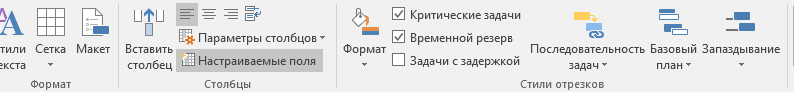 тили текста
Сетка
Макет
Формат
Вставить столбец
Параметры столбцов
Настраиваемые поля
Столбцы
Формат
Критические задачи
Временной резерв
Задачи с задержкой
Последовательность задач
Базовый план
Запаздывание
Стили отрезков